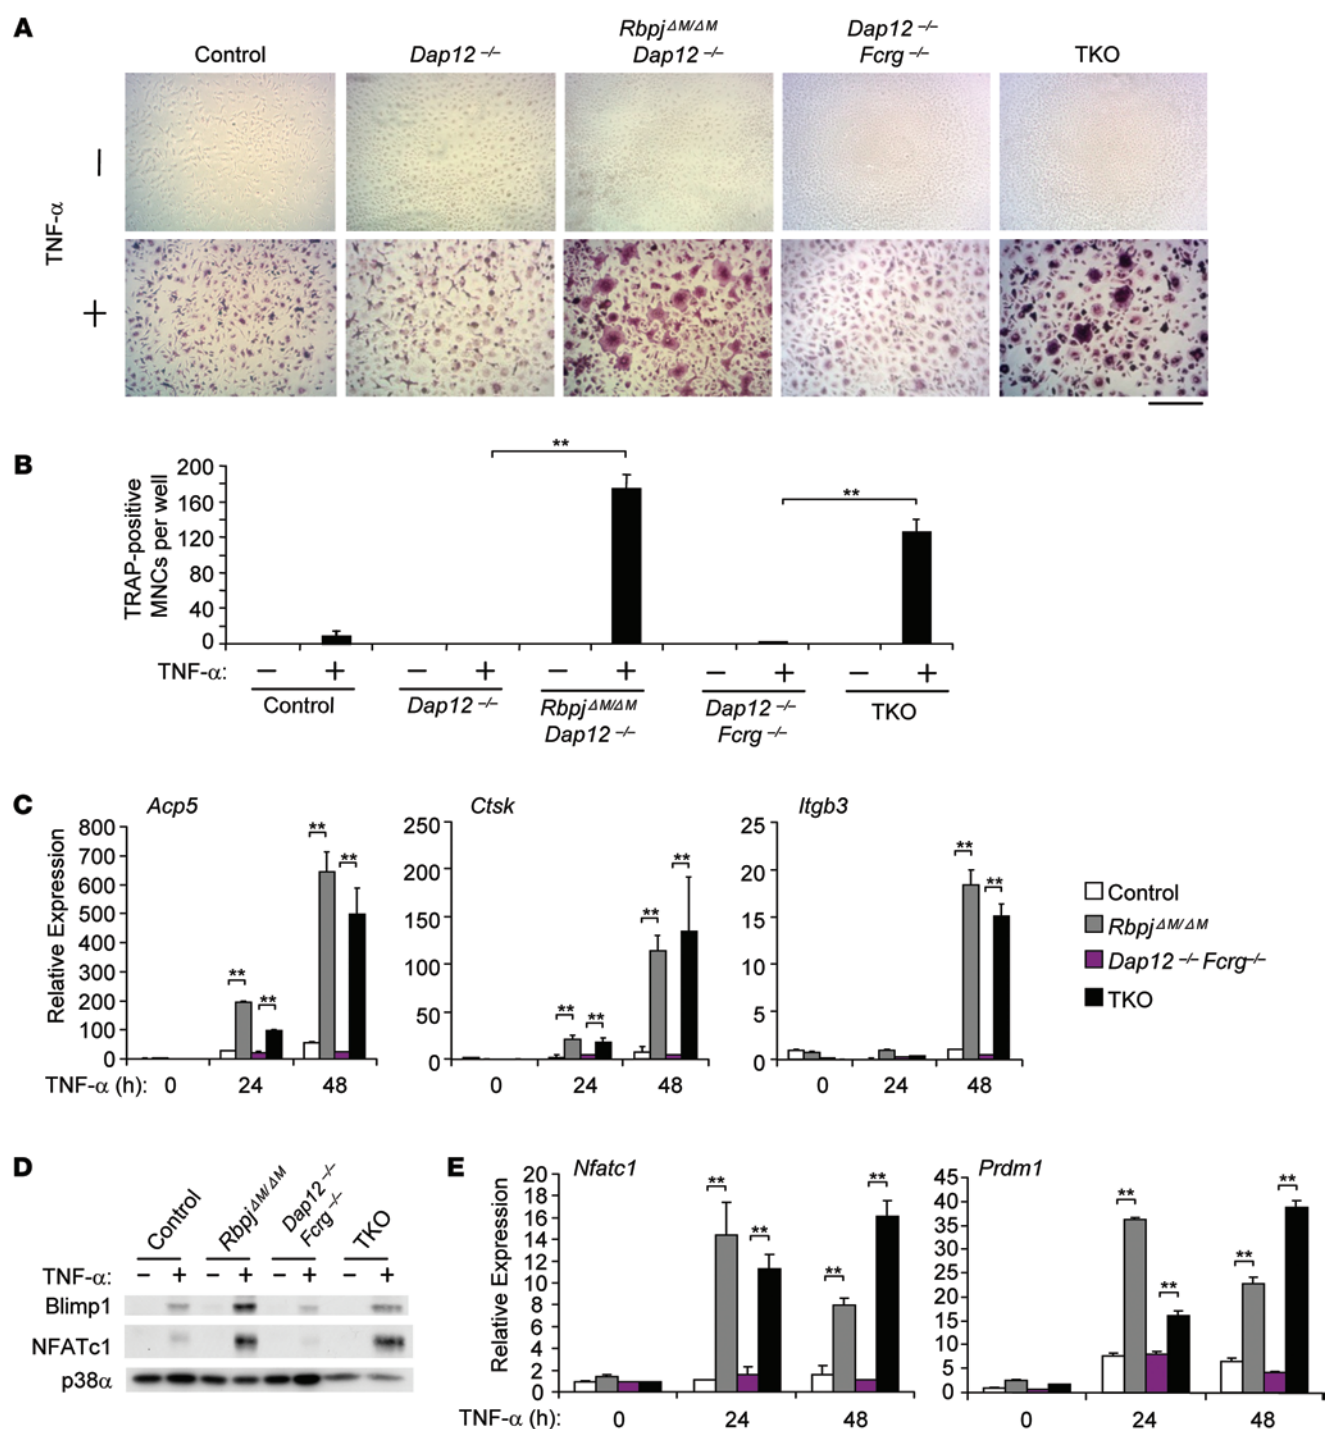 A
Control
Dap12 –/–
Rbpj ΔM/ΔM
Dap12 –/–
Dap12 –/–
Fcrg –/–
TKO
TNF-α
–
+
B
TRAP-positive
MNCs per well
200
160
120
80
40
0
**
**
TNF-α: – + – + – + – + – +
Control
Dap12 –/–
Rbpj ΔM/ΔM
Dap12 –/–
Dap12 –/–
Fcrg –/–
TKO
C
Relative Expression
Acp5
800
700
600
500
400
300
200
100
0
** ** ** **
TNF-α (h): 0 24 48
Ctsk
250
200
150
100
50
0
** ** ** **
0 24 48
Itgb3
25
20
15
10
5
0
** **
0 24 48
Control
Rbpj ΔM/ΔM
Dap12 –/– Fcrg –/–
TKO
D
Control
Rbpj ΔM/ΔM
Dap12 –/–
Fcrg –/–
TKO
TNF-α: – + – + – + – +
Blimp1
NFATc1
p38α
E
Relative Expression
Nfatc1
20
18
16
14
12
10
8
6
4
2
0
** ** ** **
TNF-α (h): 0 24 48
Prdm1
45
40
35
30
25
20
15
10
5
0
** ** ** **
0 24 48